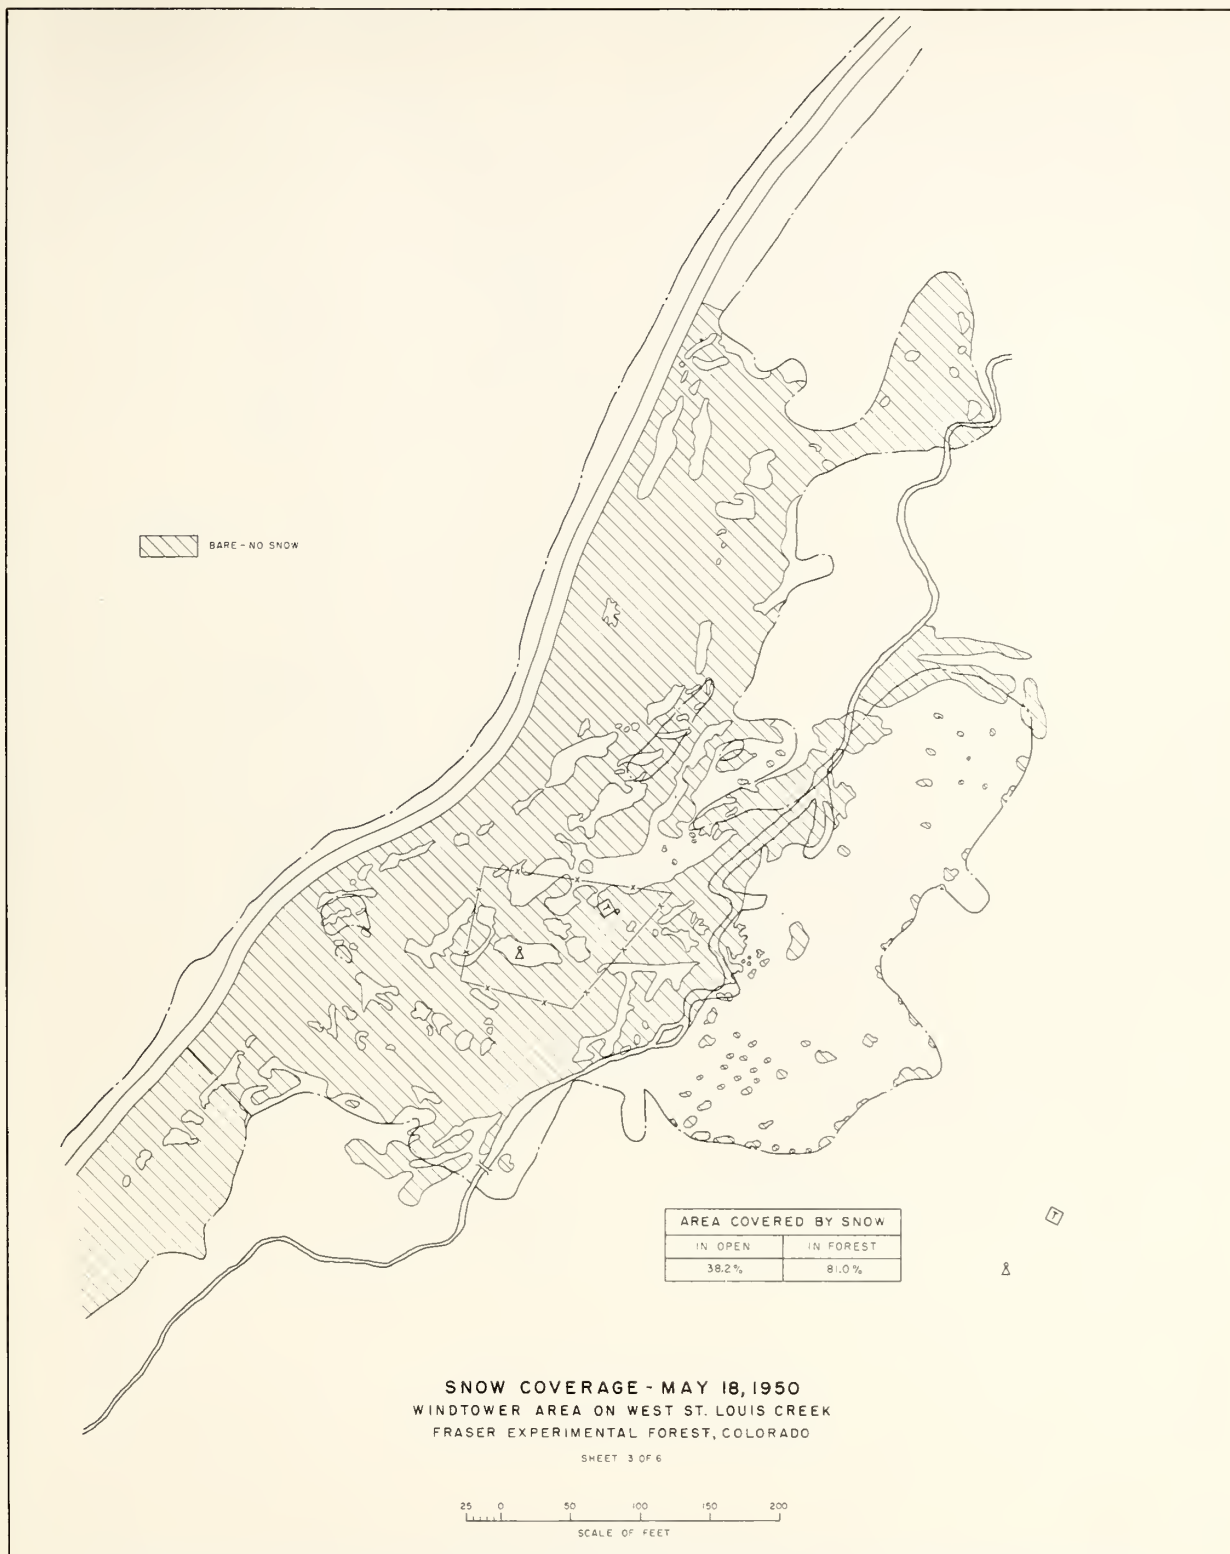 BARE - NO SNOW
T
AREA COVERED BY SNOW
IN OPEN IN FOREST
38.2% 81.0%
T
SNOW COVERAGE - MAY 18, 1950
WINDTOWER AREA ON WEST ST. LOUIS CREEK
FRASER EXPERIMENTAL FOREST, COLORADO
SHEET 3 OF 6
25 0 50 100 150 200
SCALE OF FEET